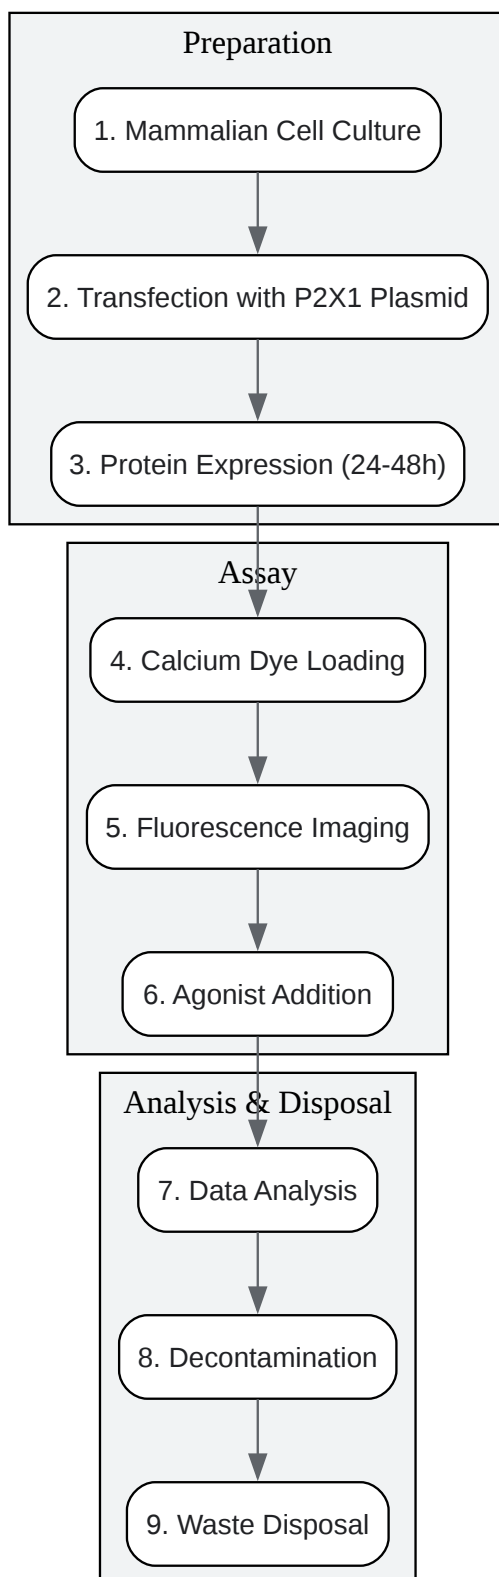 Preparation
1. Mammalian Cell Culture
2. Transfection with P2X1 Plasmid
3. Protein Expression (24-48h)
Assay
4. Calcium Dye Loading
5. Fluorescence Imaging
6. Agonist Addition
Analysis & Disposal
7. Data Analysis
8. Decontamination
9. Waste Disposal